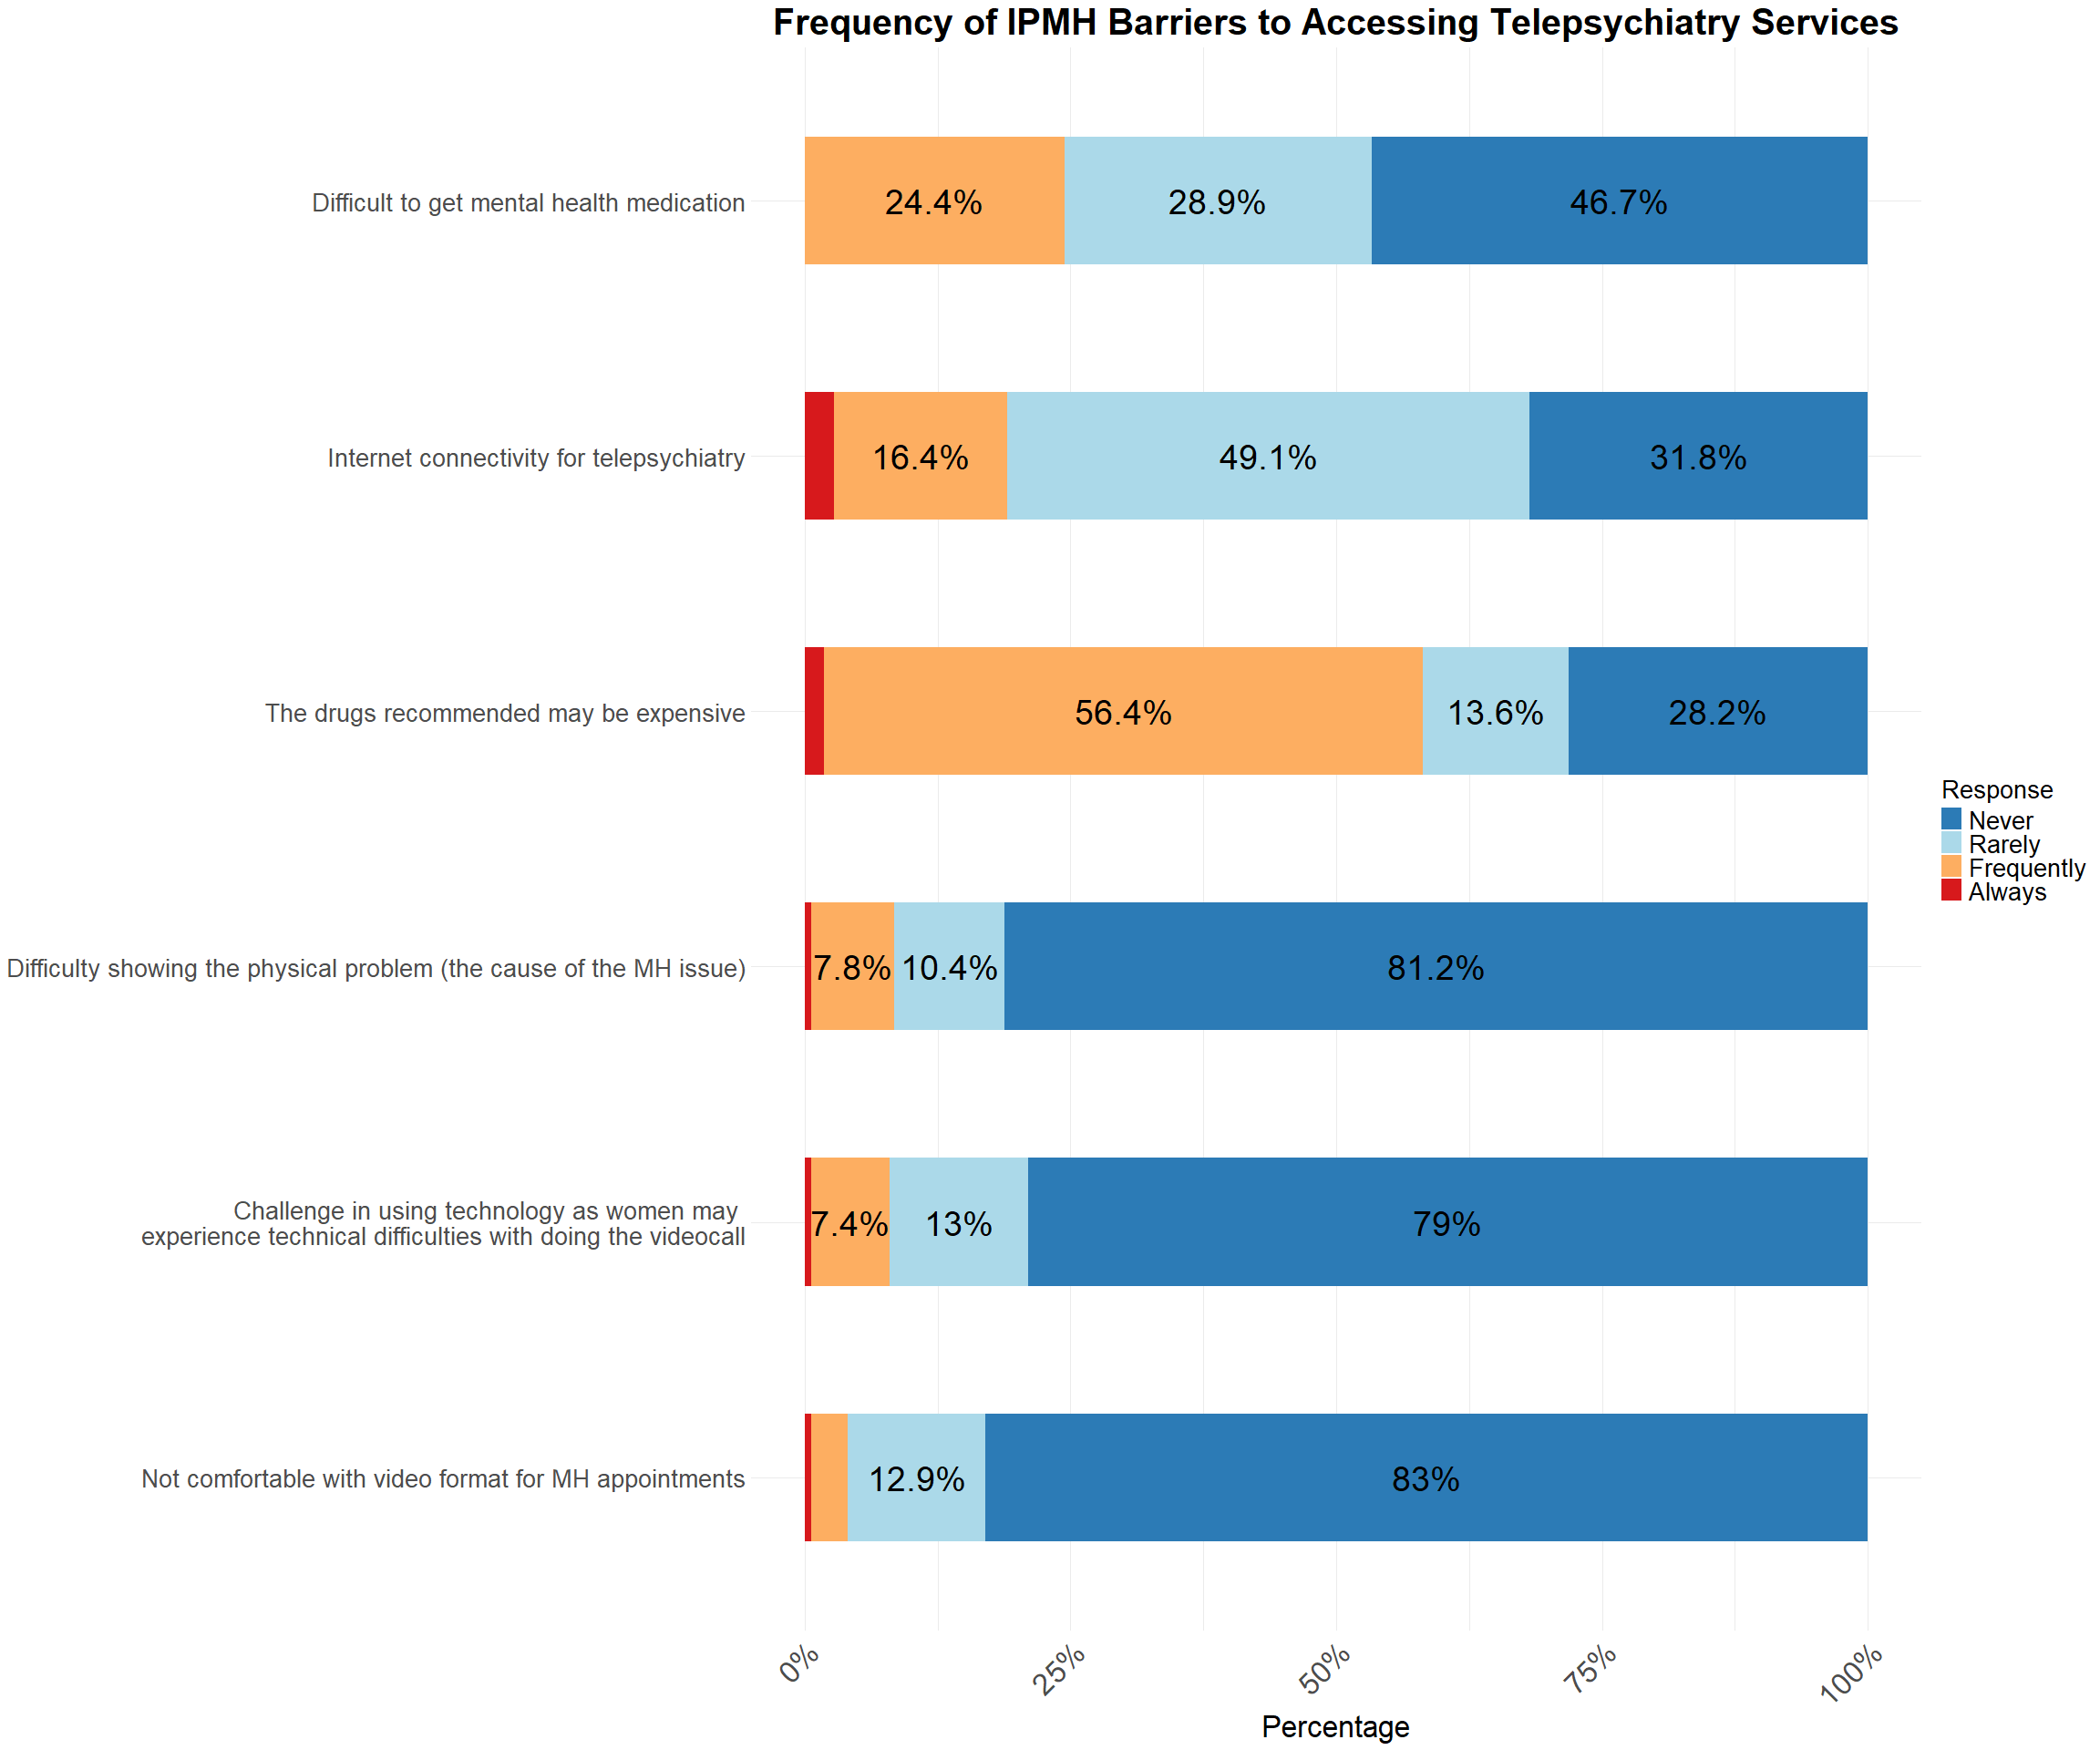 Frequency of IPMH Barriers to Accessing Telepsychiatry Services
Difficult to get mental health medication
24.4%
28.9%
46.7%
Internet connectivity for telepsychiatry
16.4%
49.1%
31.8%
The drugs recommended may be expensive
56.4%
13.6%
28.2%
Difficulty showing the physical problem (the cause of the MH issue)
7.8%
10.4%
81.2%
Challenge in using technology as women may
experience technical difficulties with doing the videocall
7.4%
13%
79%
Not comfortable with video format for MH appointments
12.9%
83%
0%
25%
50%
75%
100%
Percentage
Response
Never
Rarely
Frequently
Always